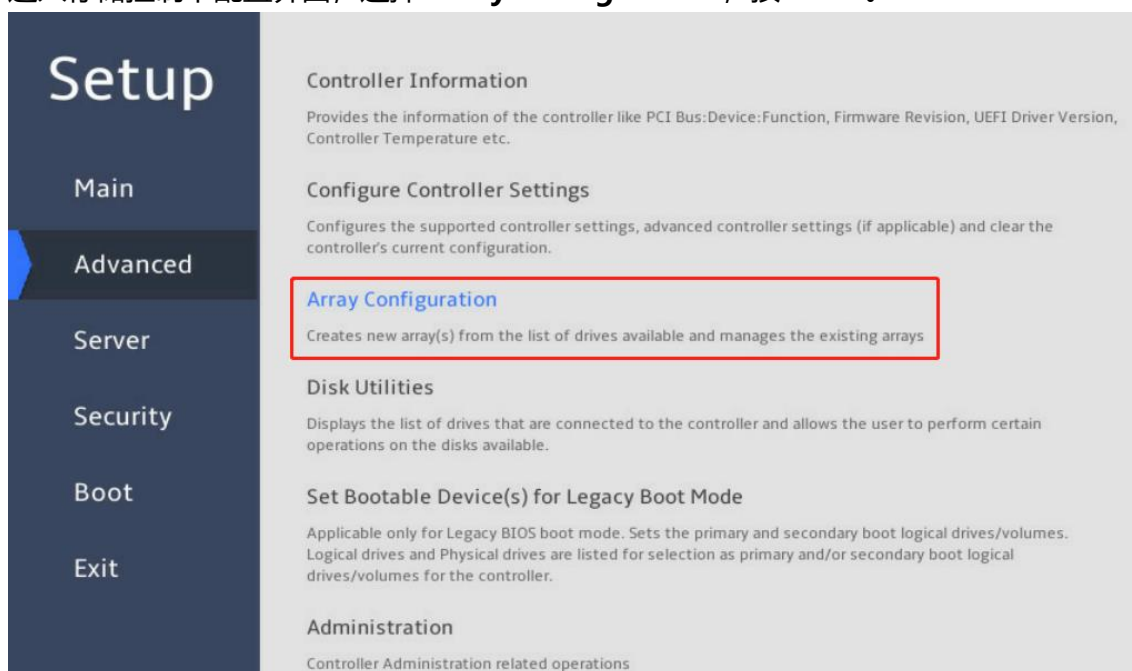 Setup
Main
Advanced
Server
Security
Boot
Exit
Controller Information
Provides the information of the controller like PCI Bus:Device:Function, Firmware Revision, UEFI Driver Version,
Controller Temperature etc.
Configure Controller Settings
Configures the supported controller settings, advanced controller settings (if applicable) and clear the
controller's current configuration.
Array Configuration
Creates new array(s) from the list of drives available and manages the existing arrays
Disk Utilities
Displays the list of drives that are connected to the controller and allows the user to perform certain
operations on the disks available.
Set Bootable Device(s) for Legacy Boot Mode
Applicable only for Legacy BIOS boot mode. Sets the primary and secondary boot logical drives/volumes.
Logical drives and Physical drives are listed for selection as primary and/or secondary boot logical
drives/volumes for the controller.
Administration
Controller Administration related operations